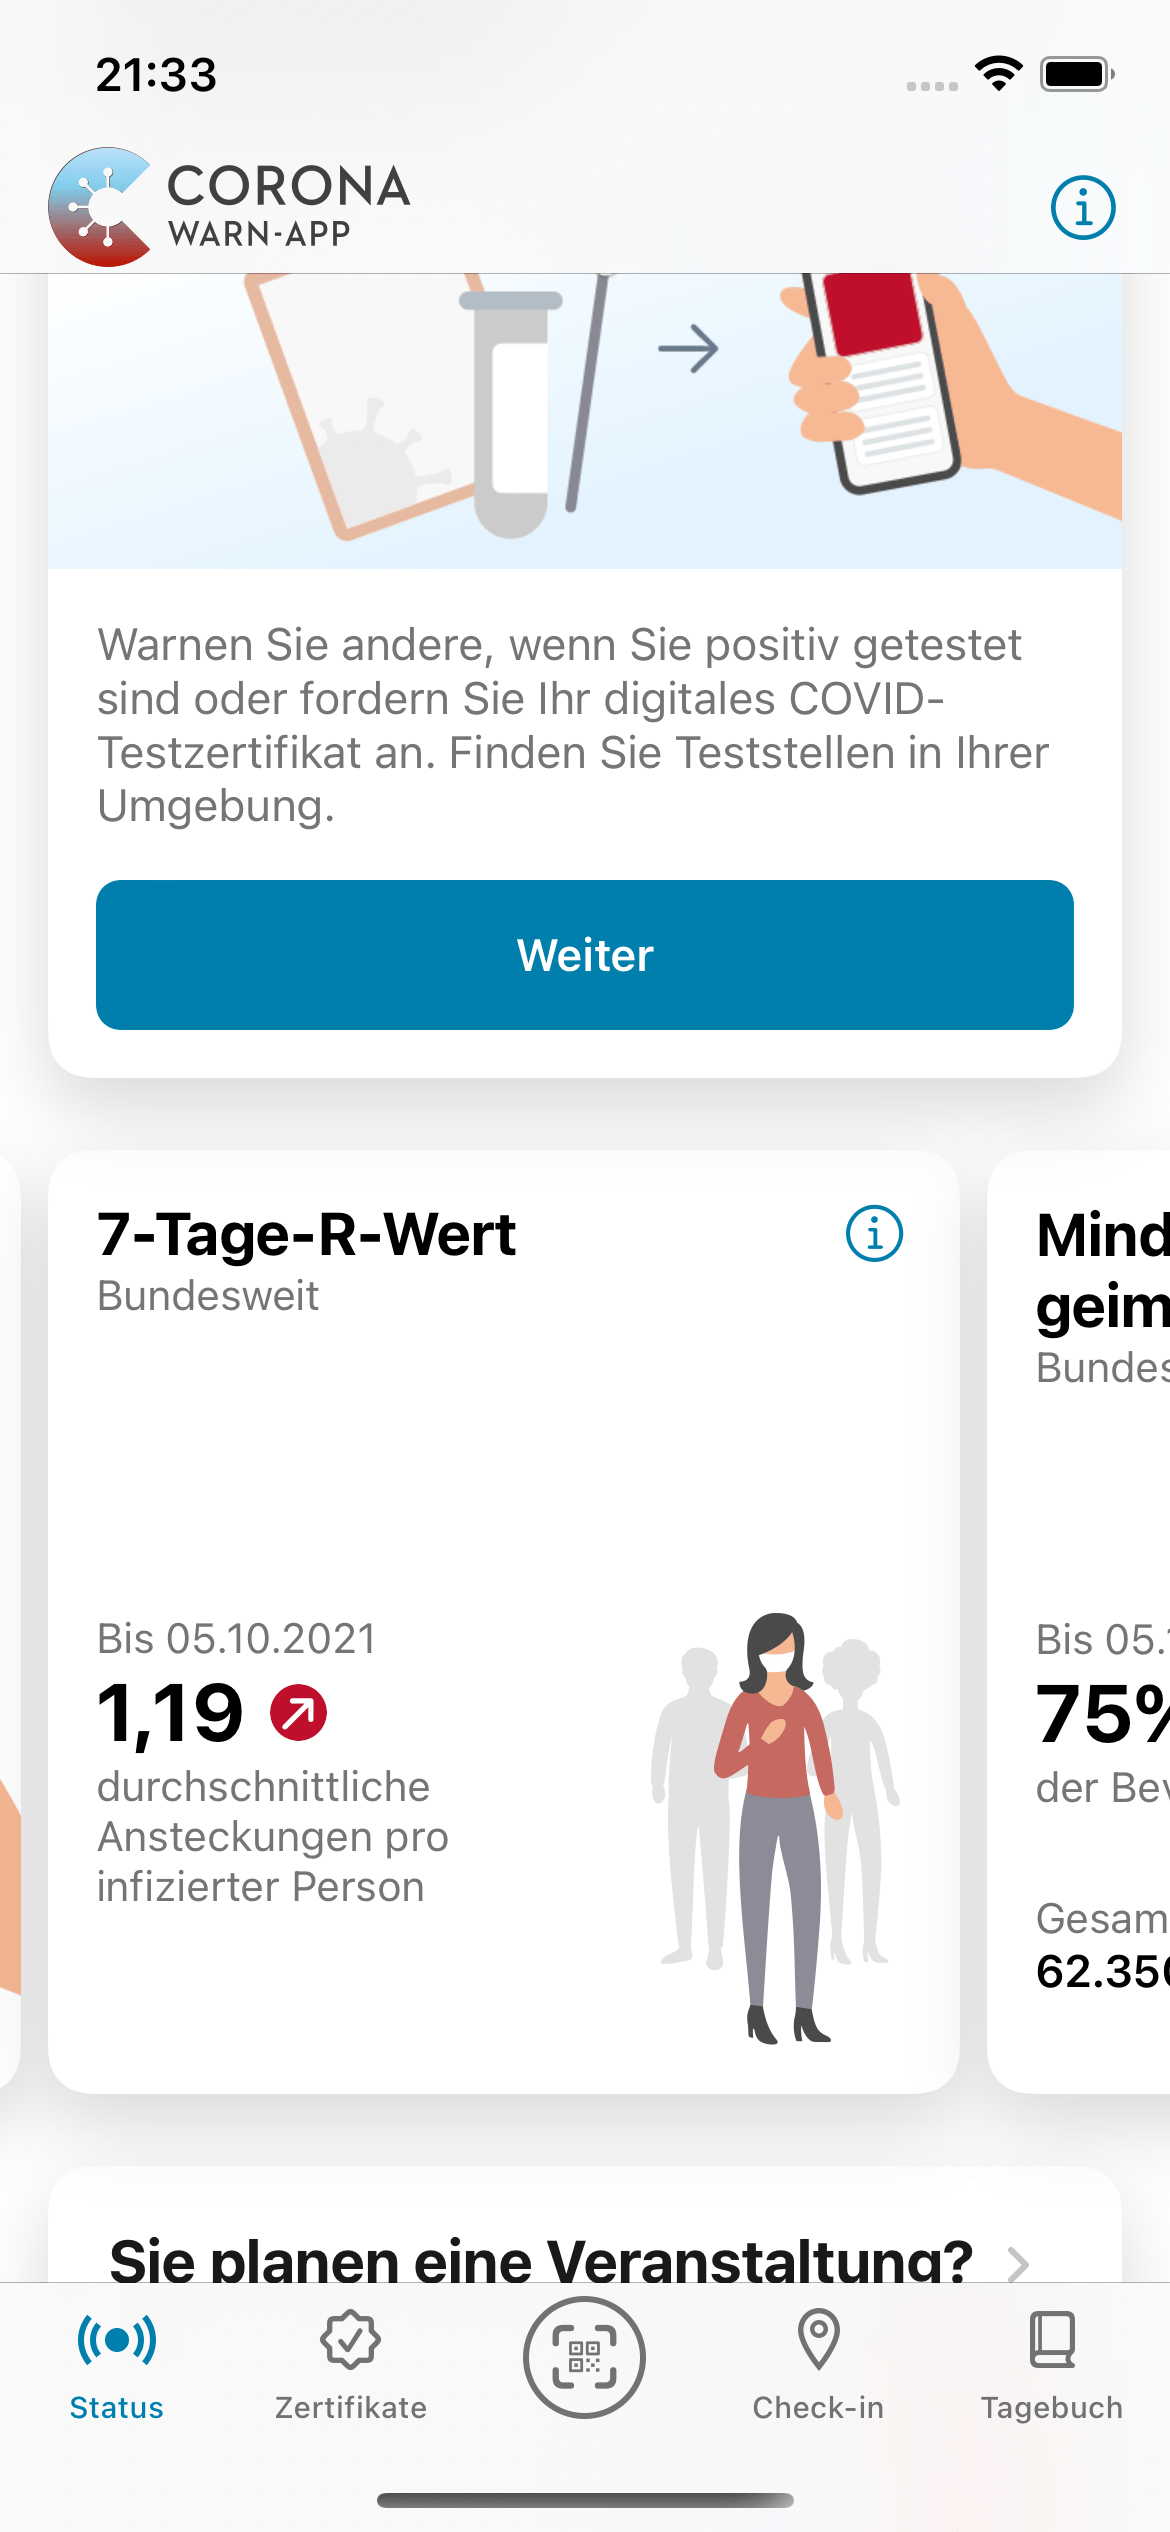 21:33
CORONA
WARN-APP
Warnen Sie andere, wenn Sie positiv getestet
sind oder fordern Sie Ihr digitales COVID-
Testzertifikat an. Finden Sie Teststellen in Ihrer
Umgebung.
Weiter
7-Tage-R-Wert
Bundesweit
Bis 05.10.2021
1,19
durchschnittliche
Ansteckungen pro
infizierter Person
Mind
geim
Bundes
Bis 05.
75%
der Bev
Gesam
62.350
Sie planen eine Veranstaltung?
Status
Zertifikate
Check-in
Tagebuch